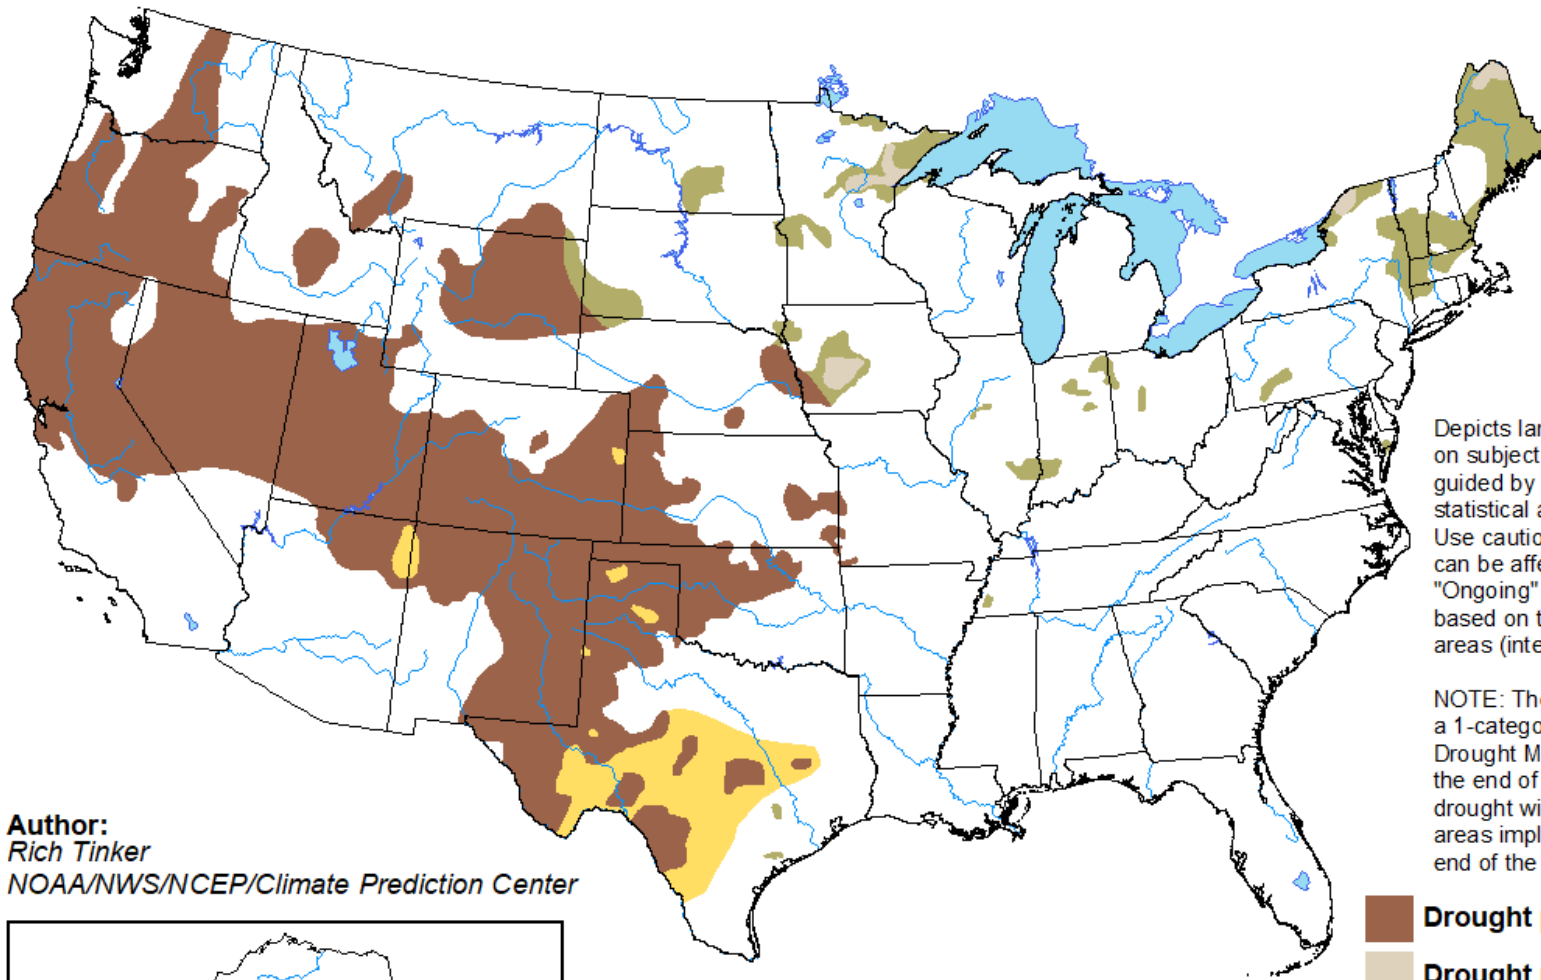 Depicts lar
on subject
guided by
statistical a
Use cautio
can be affe
"Ongoing"
based on t
areas (inte
NOTE: The
a 1-catego
Drought M
the end of
drought wi
areas impl
end of the
Author:
Rich Tinker
NOAA/NWS/NCEP/Climate Prediction Center
Drought
Drought